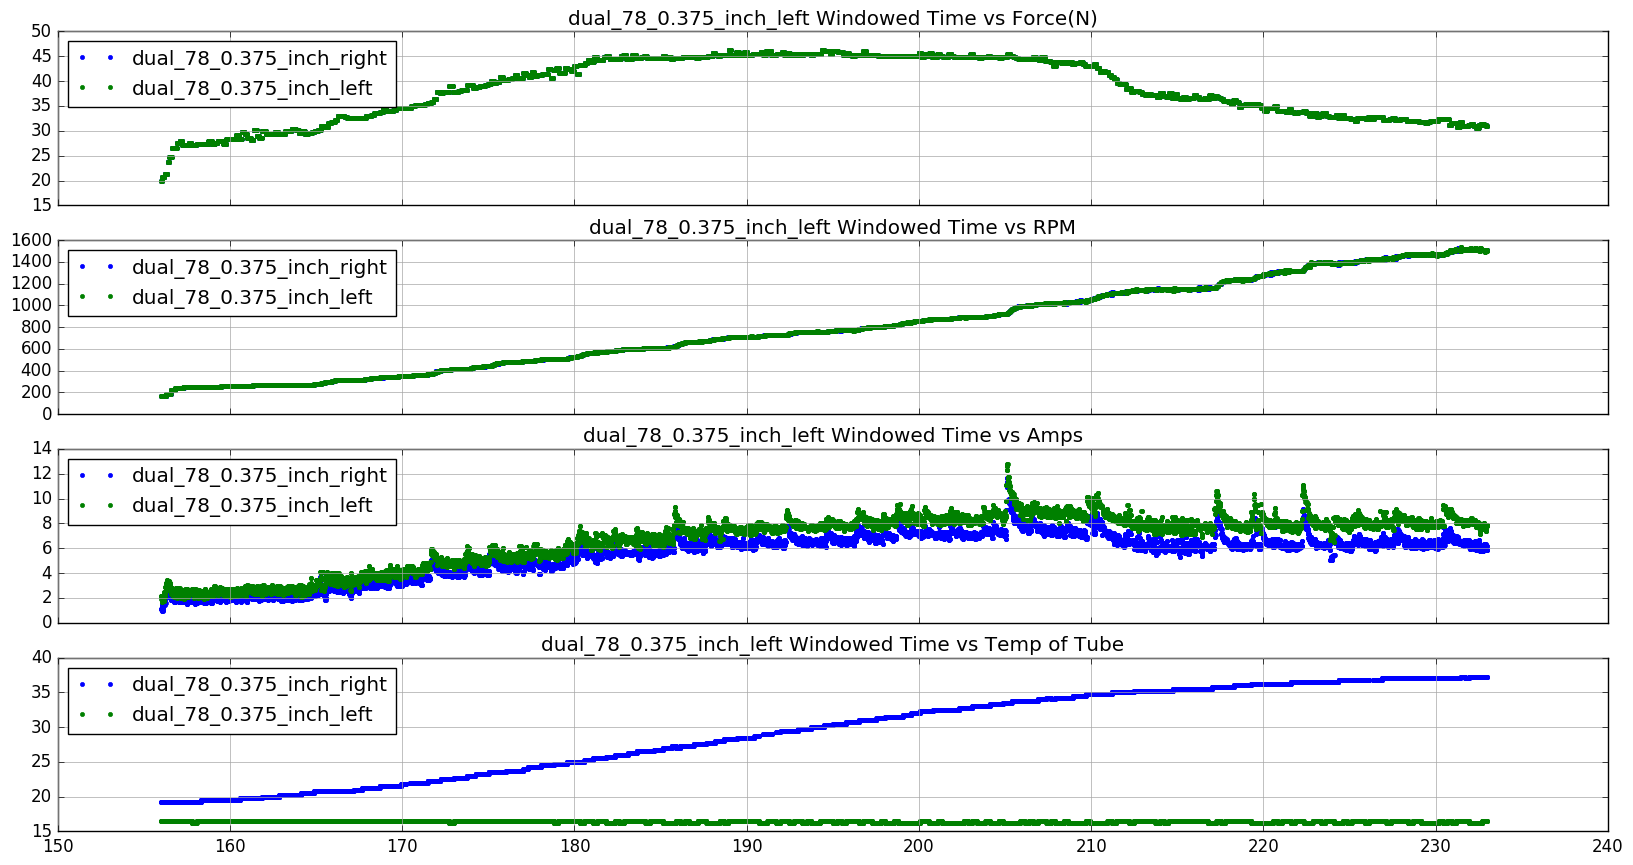 dual_78_0.375_inch_left Windowed Time vs Force(N)
50
45
40
35
30
25
20
15
dual_78_0.375_inch_right
dual_78_0.375_inch_left
dual_78_0.375_inch_left Windowed Time vs RPM
1600
1400
1200
1000
800
600
400
200
0
dual_78_0.375_inch_right
dual_78_0.375_inch_left
dual_78_0.375_inch_left Windowed Time vs Amps
14
12
10
8
6
4
2
0
dual_78_0.375_inch_right
dual_78_0.375_inch_left
dual_78_0.375_inch_left Windowed Time vs Temp of Tube
40
35
30
25
20
15
dual_78_0.375_inch_right
dual_78_0.375_inch_left
150 160 170 180 190 200 210 220 230 240